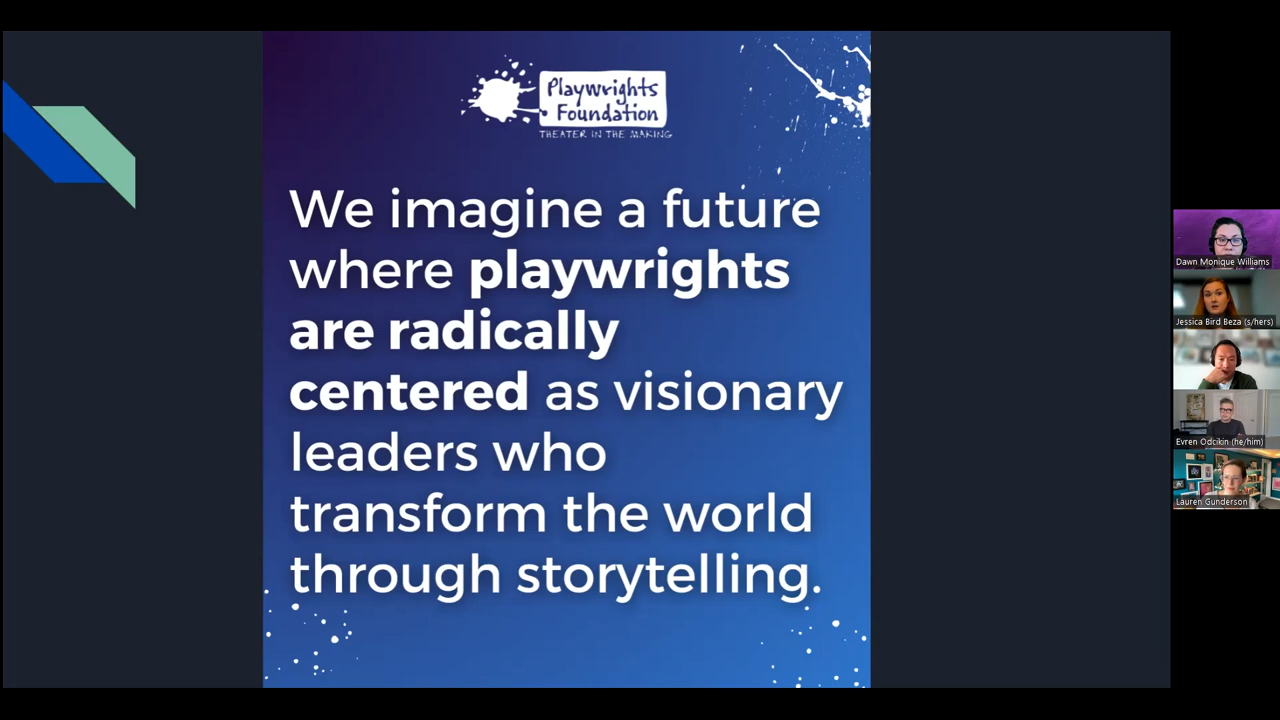 Playwrights
Foundation
THEATER IN THE MAKING
We imagine a future
where playwrights
are radically
centered as visionary
leaders who
transform the world
through storytelling.
Dawn Monique Williams
Jessica Bird Beza (s/hers)
Evren Odcikin (he/him)
Lauren Gunderson